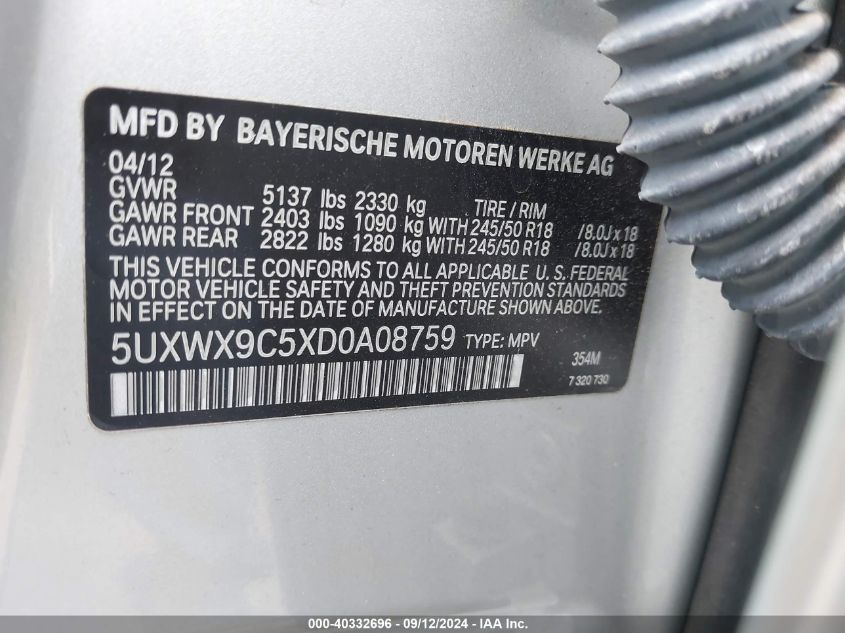 MFD BY BAYERISCHE MOTOREN WERKE AG
04/12
GVWR 5137 lbs 2330 kg TIRE / RIM
GAWR FRONT 2403 lbs 1090 kg WITH 245/50 R18 /8.0J x 18
GAWR REAR 2822 lbs 1280 kg WITH 245/50 R18 /8.0J x 18
THIS VEHICLE CONFORMS TO ALL APPLICABLE U. S. FEDERAL
MOTOR VEHICLE SAFETY AND THEFT PREVENTION STANDARDS
IN EFFECT ON THE DATE OF MANUFACTURE SHOWN ABOVE.
5UXWX9C5XD0A08759 TYPE: MPV 354M
7 320 730
000-40332696 - 09/12/2024 - IAA Inc.